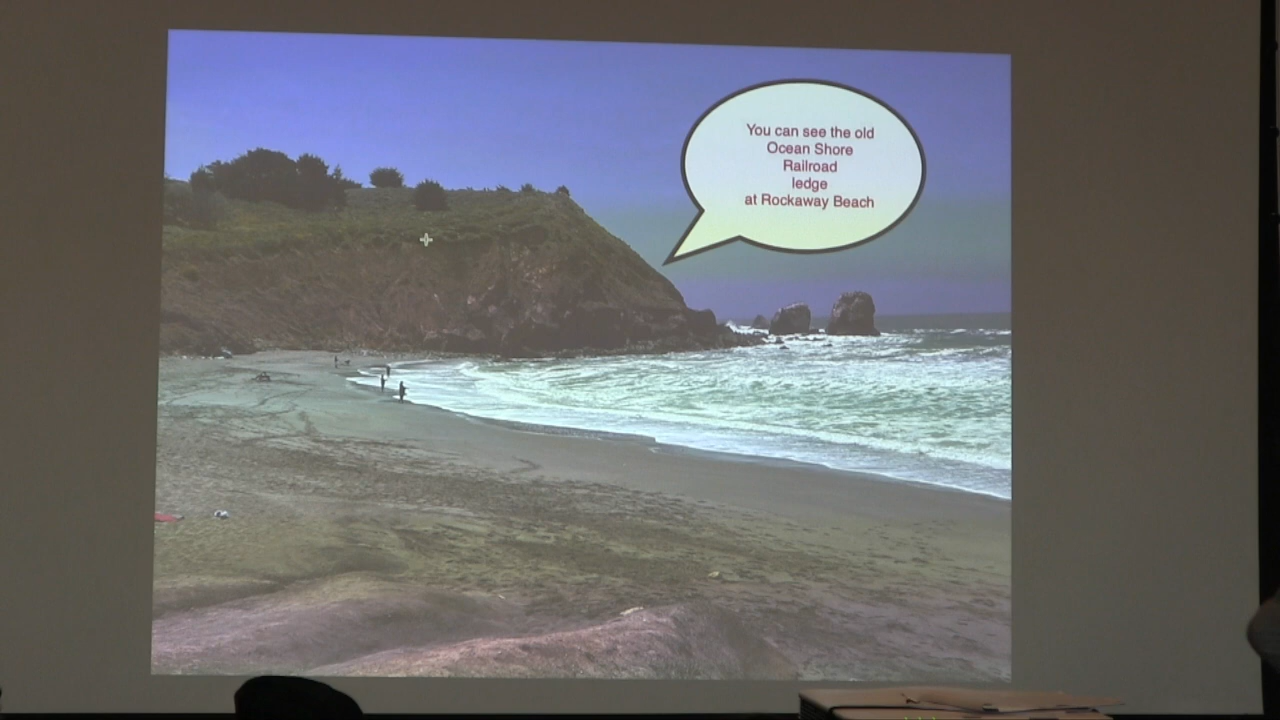 You can see the old
Ocean Shore
Railroad
ledge
at Rockaway Beach